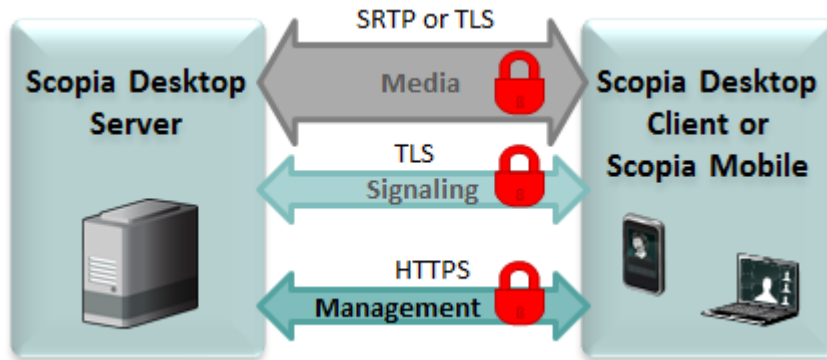 SRTP or TLS
Scopia Desktop
Server
Media
Scopia Desktop
Client or
Scopia Mobile
TLS
Signaling
HTTPS
Management